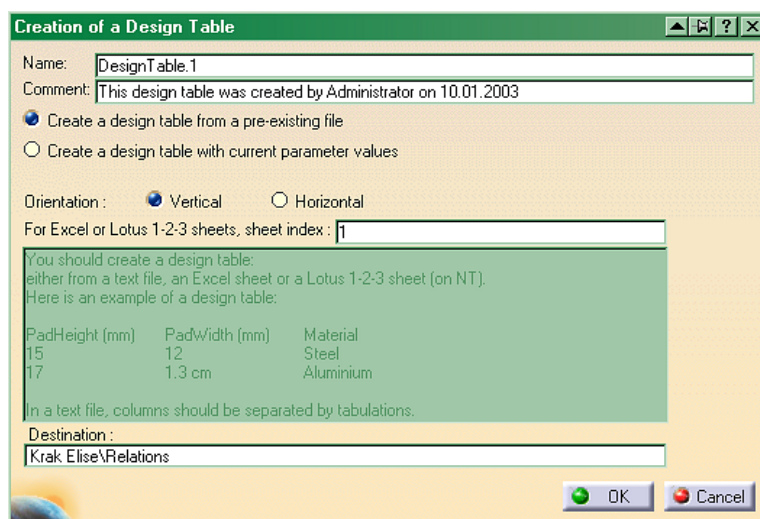 Creation of a Design Table
Name: DesignTable.1
Comment: This design table was created by Administrator on 10.01.2003
Create a design table from a pre-existing file
Create a design table with current parameter values
Orientation : Vertical Horizontal
For Excel or Lotus 1-2-3 sheets, sheet index : 1
You should create a design table:
either from a text file, an Excel sheet or a Lotus 1-2-3 sheet (on NT).
Here is an example of a design table:
PadHeight (mm) PadWidth (mm) Material
15 12 Steel
17 1.3 cm Aluminium
In a text file, columns should be separated by tabulations.
Destination :
Krak Elise\Relations
OK Cancel